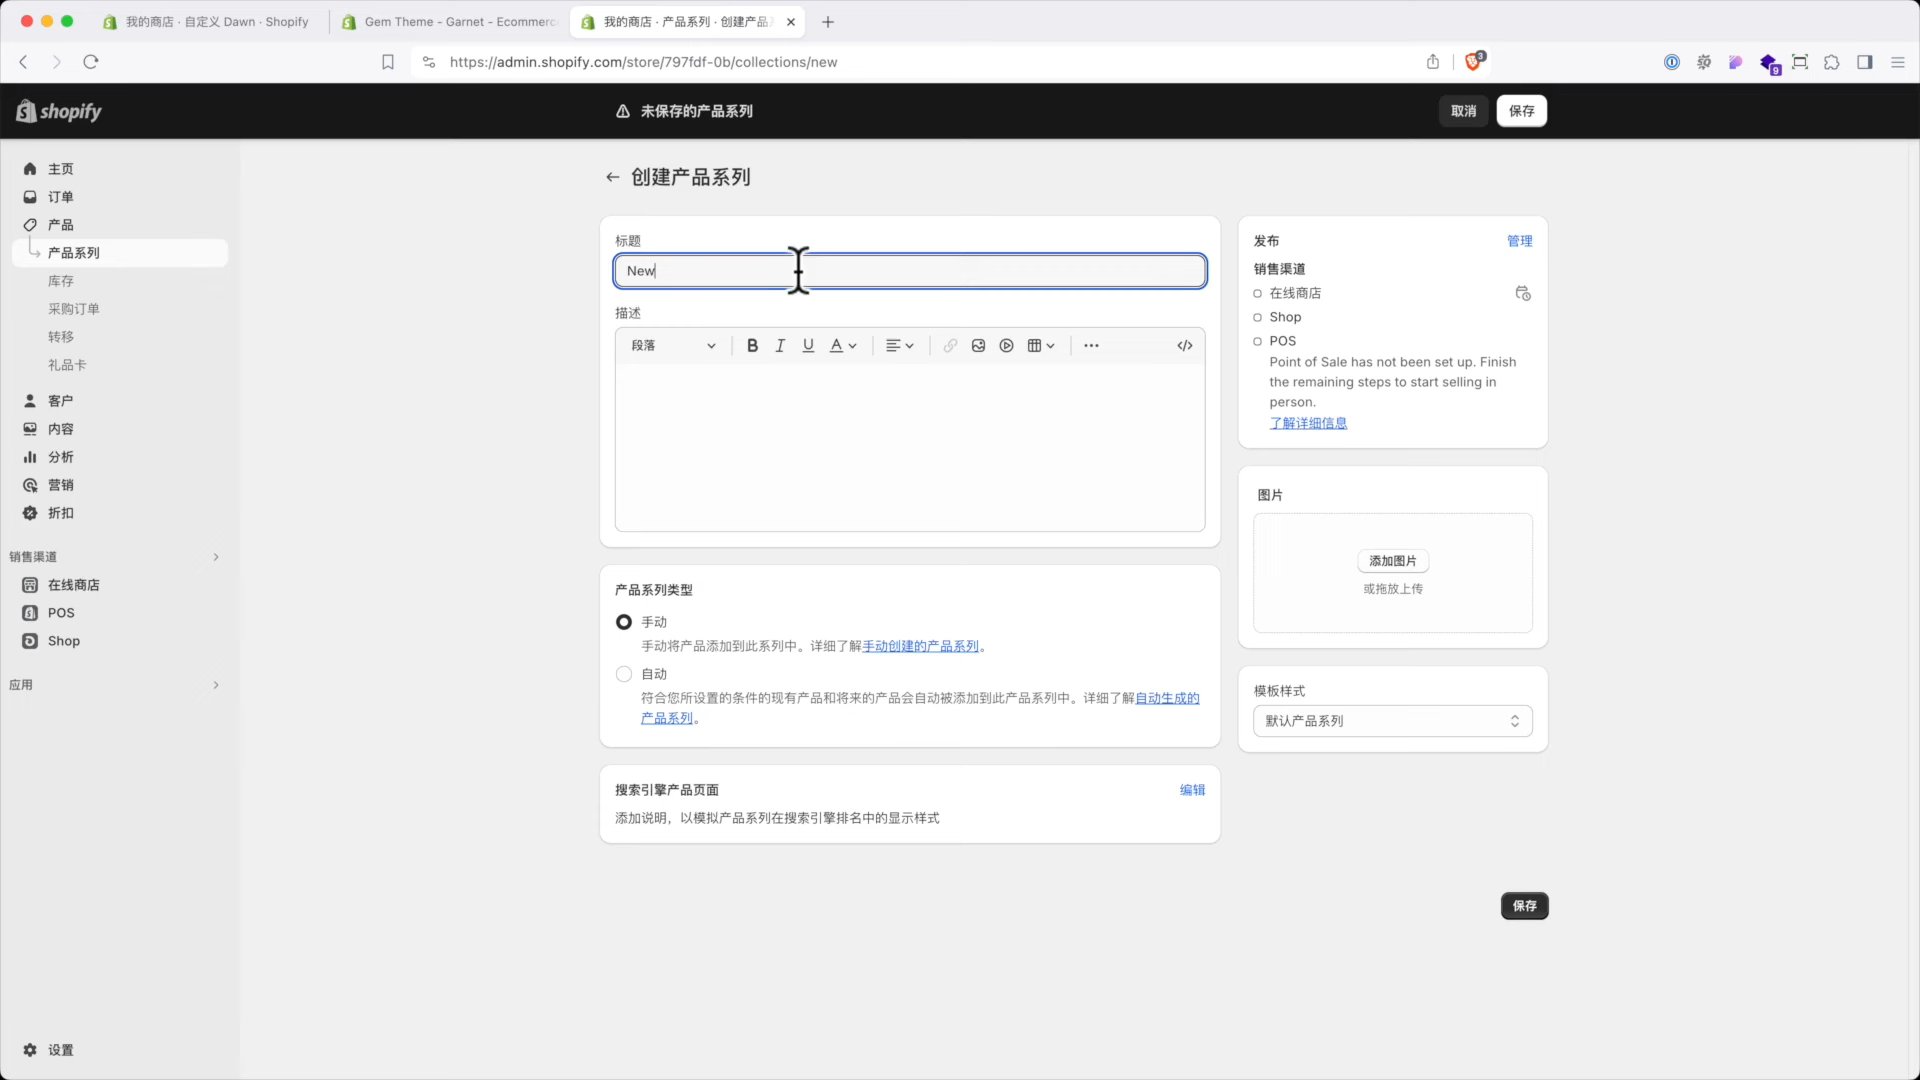 我的商店 · 自定义 Dawn · Shopify
Gem Theme - Garnet - Ecommerc
我的商店 · 产品系列 · 创建产品
https://admin.shopify.com/store/797fdf-0b/collections/new
3
9
shopify
未保存的产品系列
取消
保存
主页
订单
产品
产品系列
库存
采购订单
转移
礼品卡
客户
内容
分析
营销
折扣
销售渠道
在线商店
POS
Shop
应用
设置
创建产品系列
标题
New
描述
段落
B I U A
产品系列类型
手动
手动将产品添加到此系列中。详细了解手动创建的产品系列。
自动
符合您所设置的条件的现有产品和将来的产品会自动被添加到此产品系列中。详细了解自动生成的
产品系列。
搜索引擎产品页面
编辑
添加说明，以模拟产品系列在搜索引擎排名中的显示样式
发布
管理
销售渠道
在线商店
Shop
POS
Point of Sale has not been set up. Finish
the remaining steps to start selling in
person.
了解详细信息
图片
添加图片
或拖放上传
模板样式
默认产品系列
保存